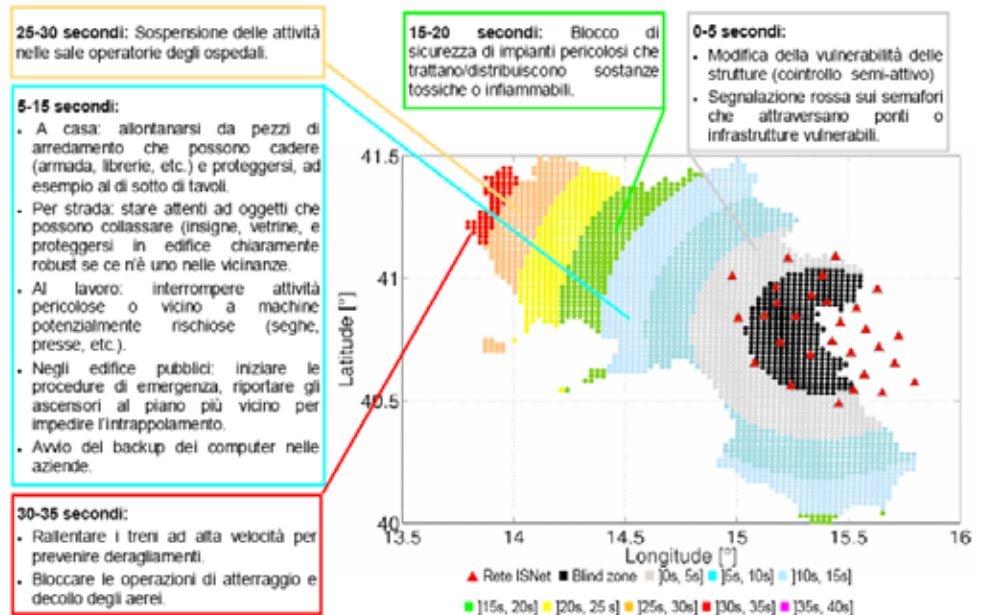 25-30 secondi: Sospensione delle attività
nelle sale operatorie degli ospedali.
15-20 secondi: Blocco di
sicurezza di impianti pericolosi che
trattano/distribuiscono sostanze
tossiche o infiammabili.
0-5 secondi:
• Modifica della vulnerabilità delle
strutture (cointrollo semi-attivo)
• Segnalazione rossa sui semafori
che attraversano ponti o
infrastrutture vulnerabili.
5-15 secondi:
• A casa: allontanarsi da pezzi di
arredamento che possono cadere
(armada, librerie, etc.) e proteggersi, ad
esempio al di sotto di tavoli.
• Per strada: stare attenti ad oggetti che
possono collassare (insigne, vetrine, e
proteggersi in edifice chiaramente
robust se ce n'è uno nelle vicinanze.
• Al lavoro: interrompere attività
pericolose o vicino a machine
potenzialmente rischiose (seghe,
presse, etc.).
• Negli edifice pubblici: iniziare le
procedure di emergenza, riportare gli
ascensori al piano più vicino per
impedire l'intrappolamento.
• Avvio del backup dei computer nelle
aziende.
30-35 secondi:
• Rallentare i treni ad alta velocità per
prevenire deragliamenti.
• Bloccare le operazioni di atterraggio e
decollo degli aerei.
41.5
41
40.5
40
Latitude [°]
13.5 14 14.5 15 15.5 16
Longitude [°]
Rete ISNet Blind zone ]0s, 5s] ]5s, 10s] ]10s, 15s]
]15s, 20s] ]20s, 25 s] ]25s, 30s] ]30s, 35s] ]35s, 40s]